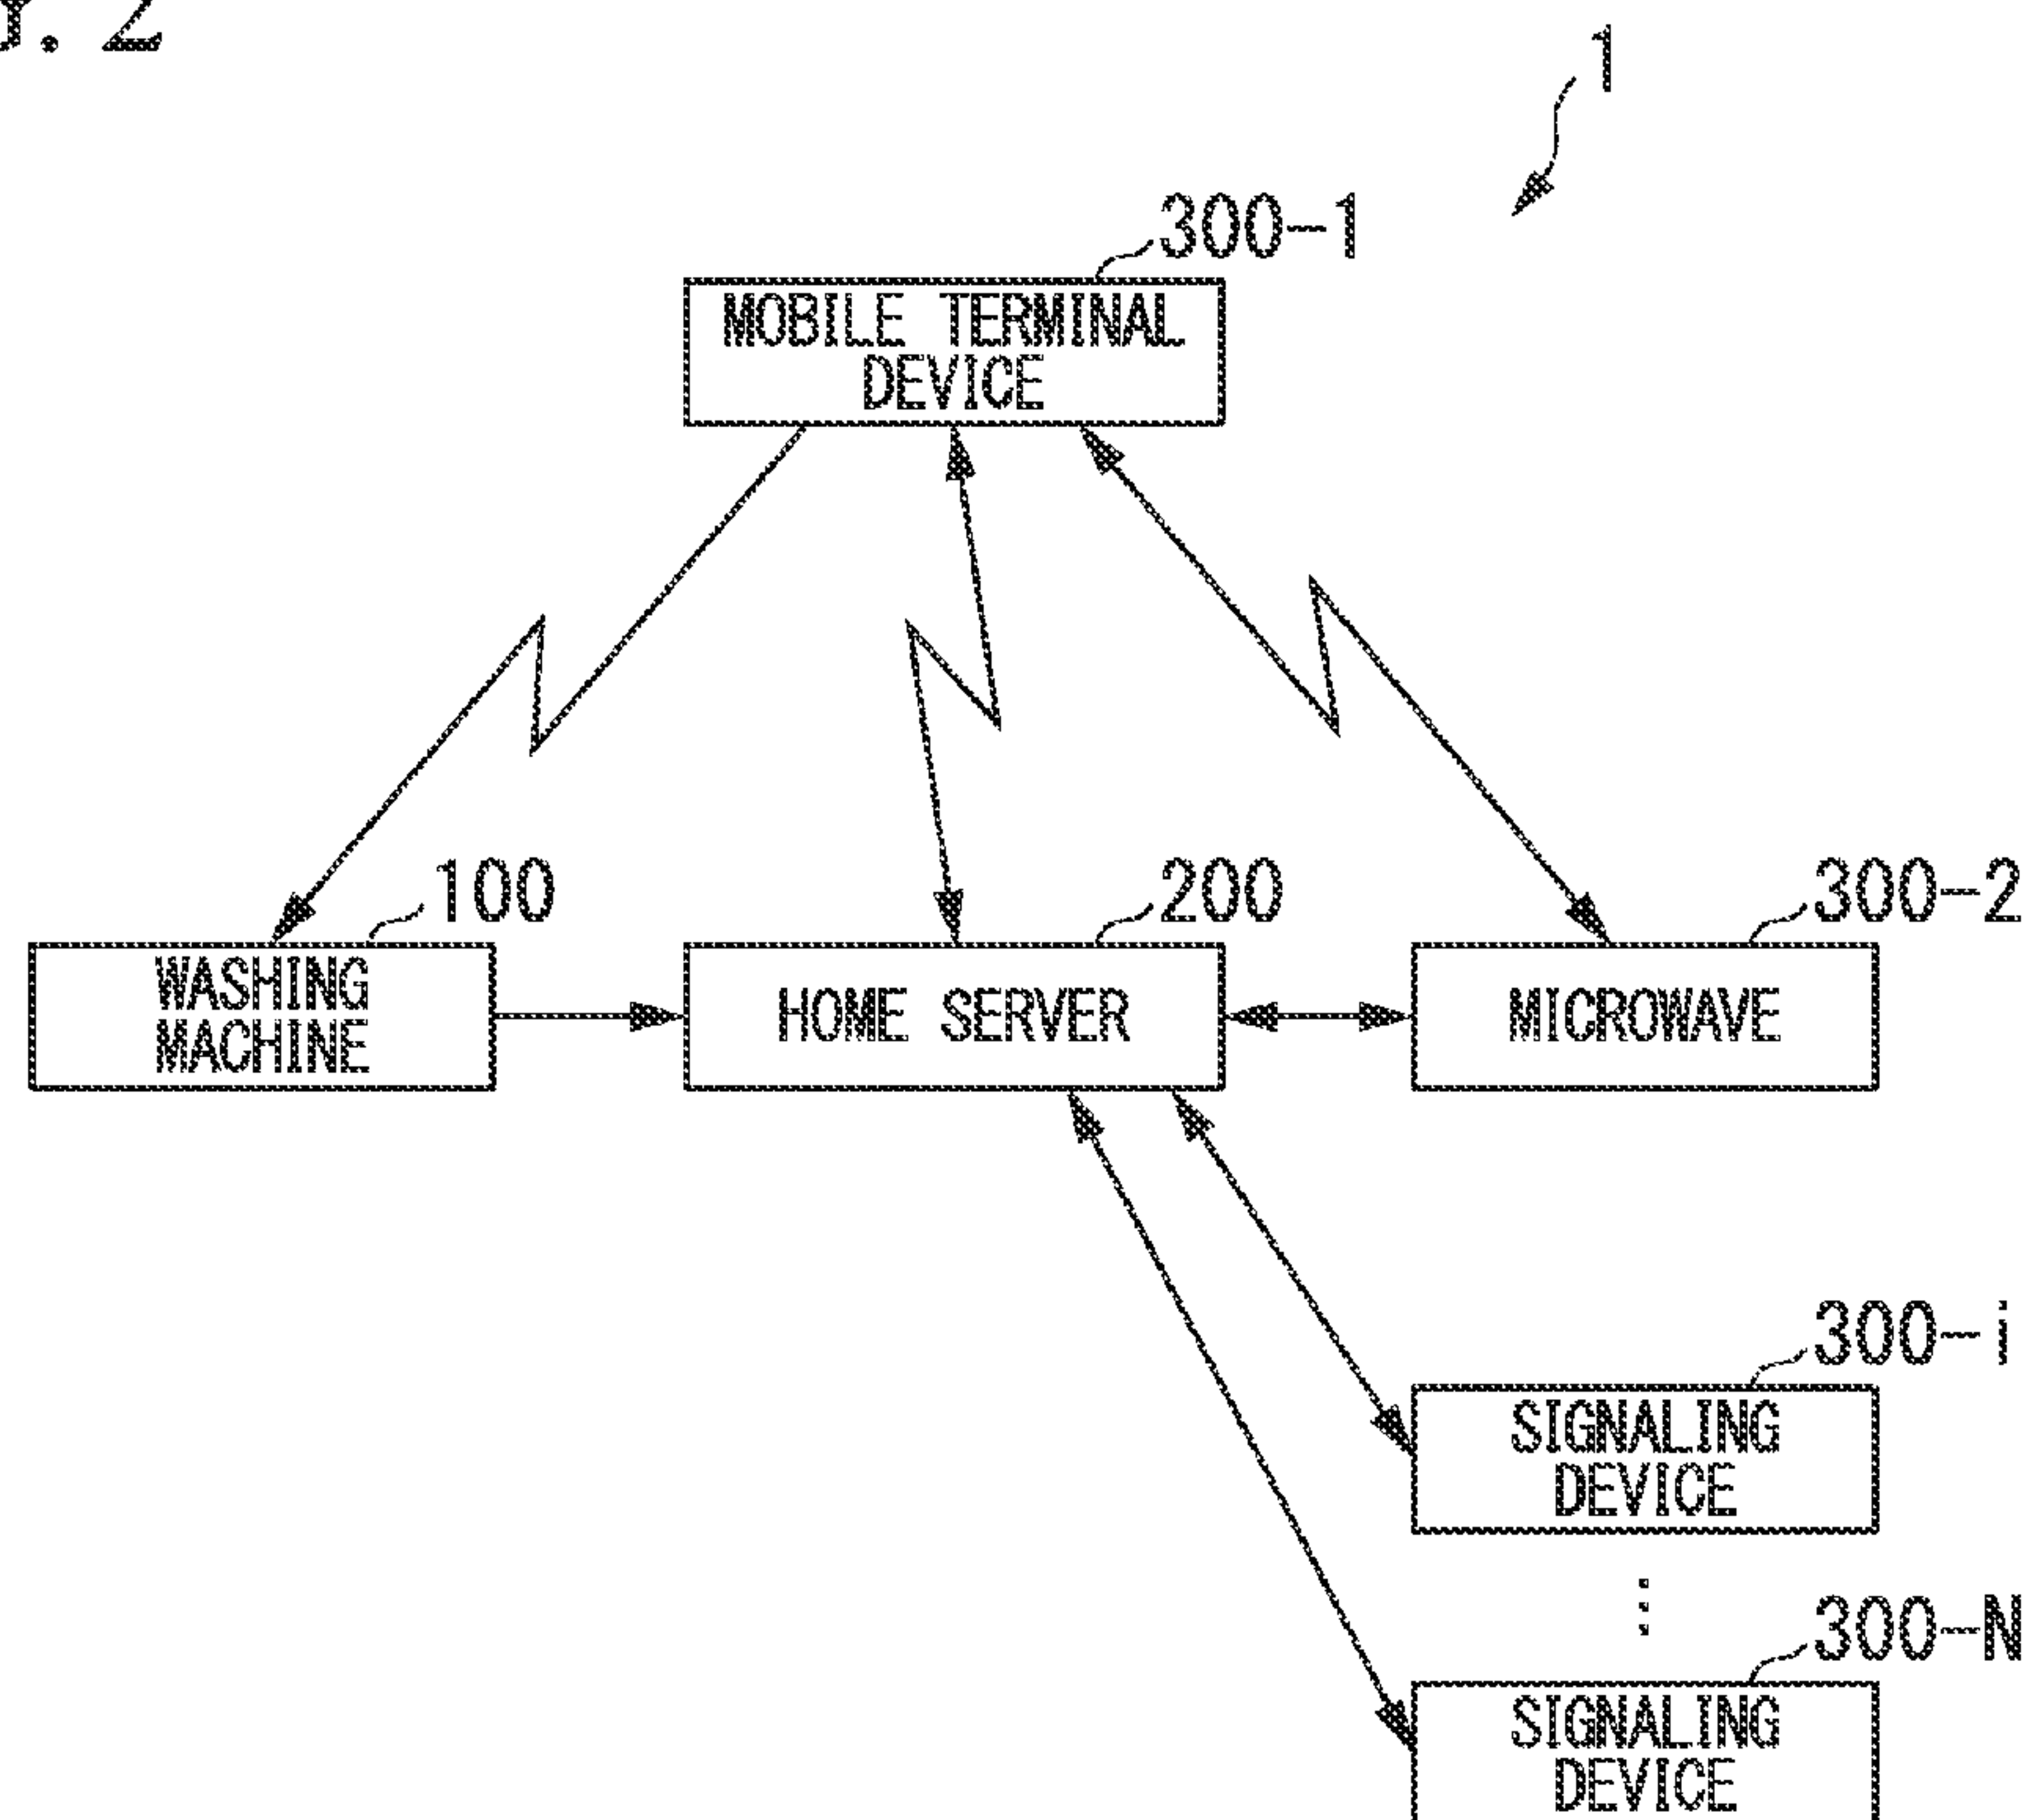 . 2
1
300-1
MOBILE TERMINAL
DEVICE
100
200
300-2
WASHING
MACHINE
HOME SERVER
MICROWAVE
300-i
SIGNALING
DEVICE
300-N
SIGNALING
DEVICE